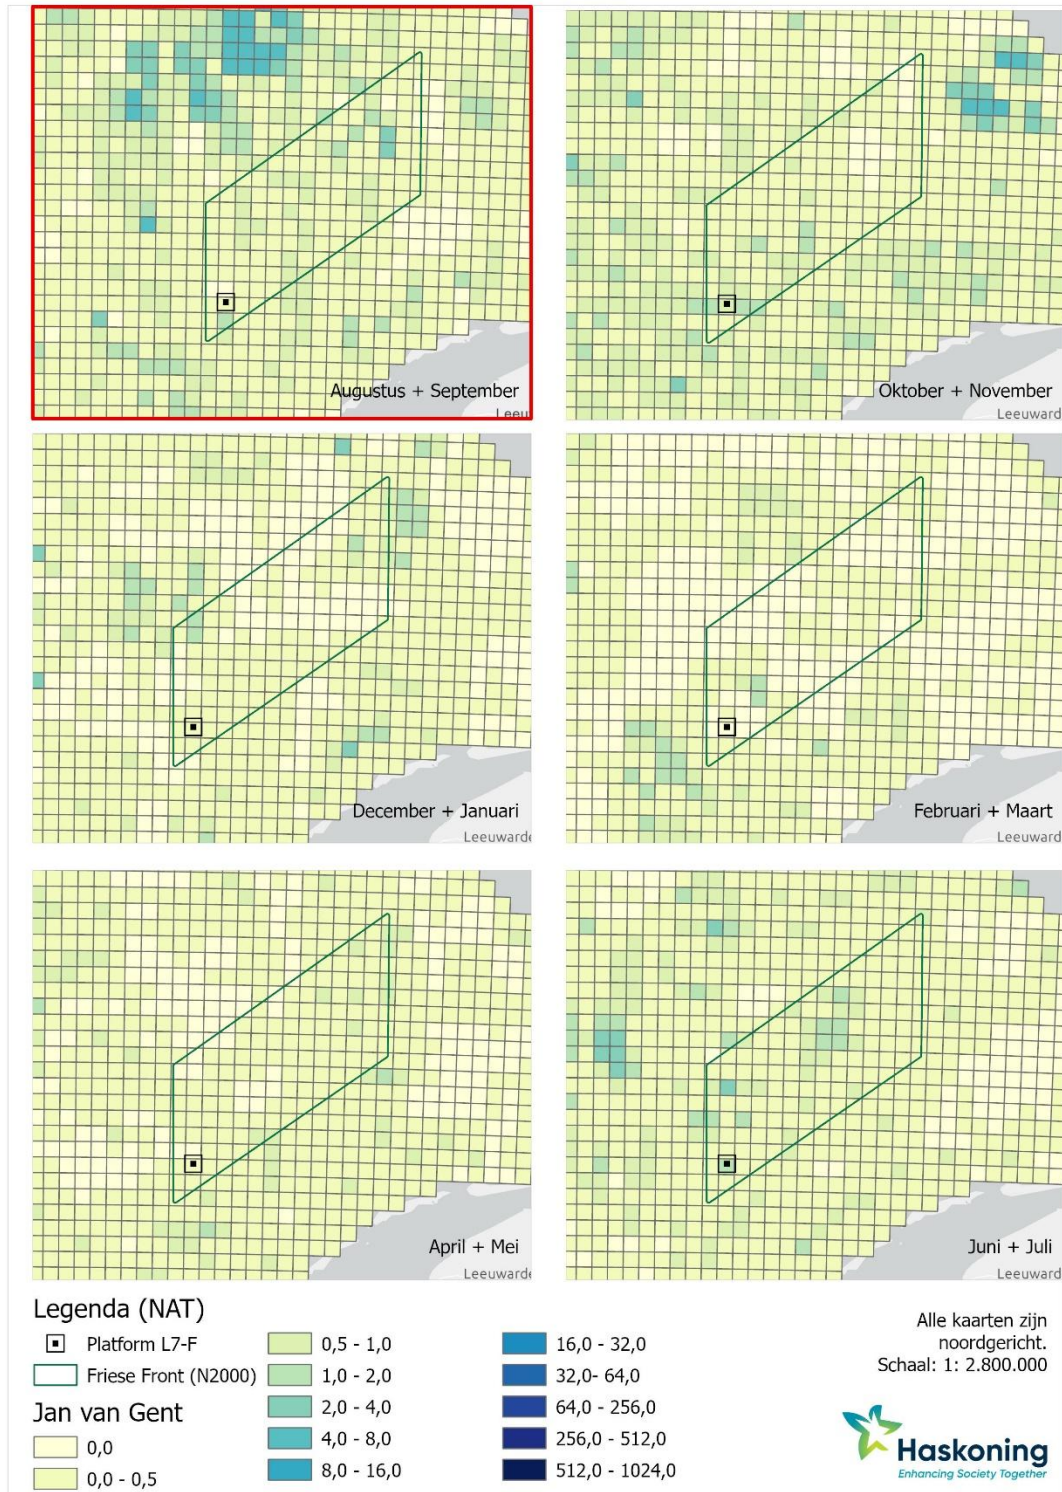 Augustus + September
Leeu
Oktober + November
Leeuward
December + Januari
Leeuwarde
Februari + Maart
Leeuward
April + Mei
Leeuwarde
Juni + Juli
Leeuward
Legenda (NAT)
Platform L7-F
Friese Front (N2000)
Jan van Gent
0,0
0,0 - 0,5
0,5 - 1,0
1,0 - 2,0
2,0 - 4,0
4,0 - 8,0
8,0 - 16,0
16,0 - 32,0
32,0- 64,0
64,0 - 256,0
256,0 - 512,0
512,0 - 1024,0
Alle kaarten zijn
noordgericht.
Schaal: 1: 2.800.000
Haskoning
Enhancing Society Together